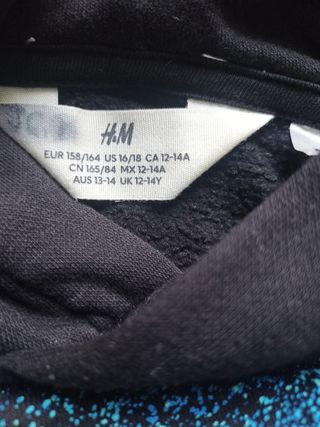 H&M
EUR 158/164 US 16/18 CA 12-14A
CN 165/84 MX 12-14A
AUS 13-14 UK 12-14Y